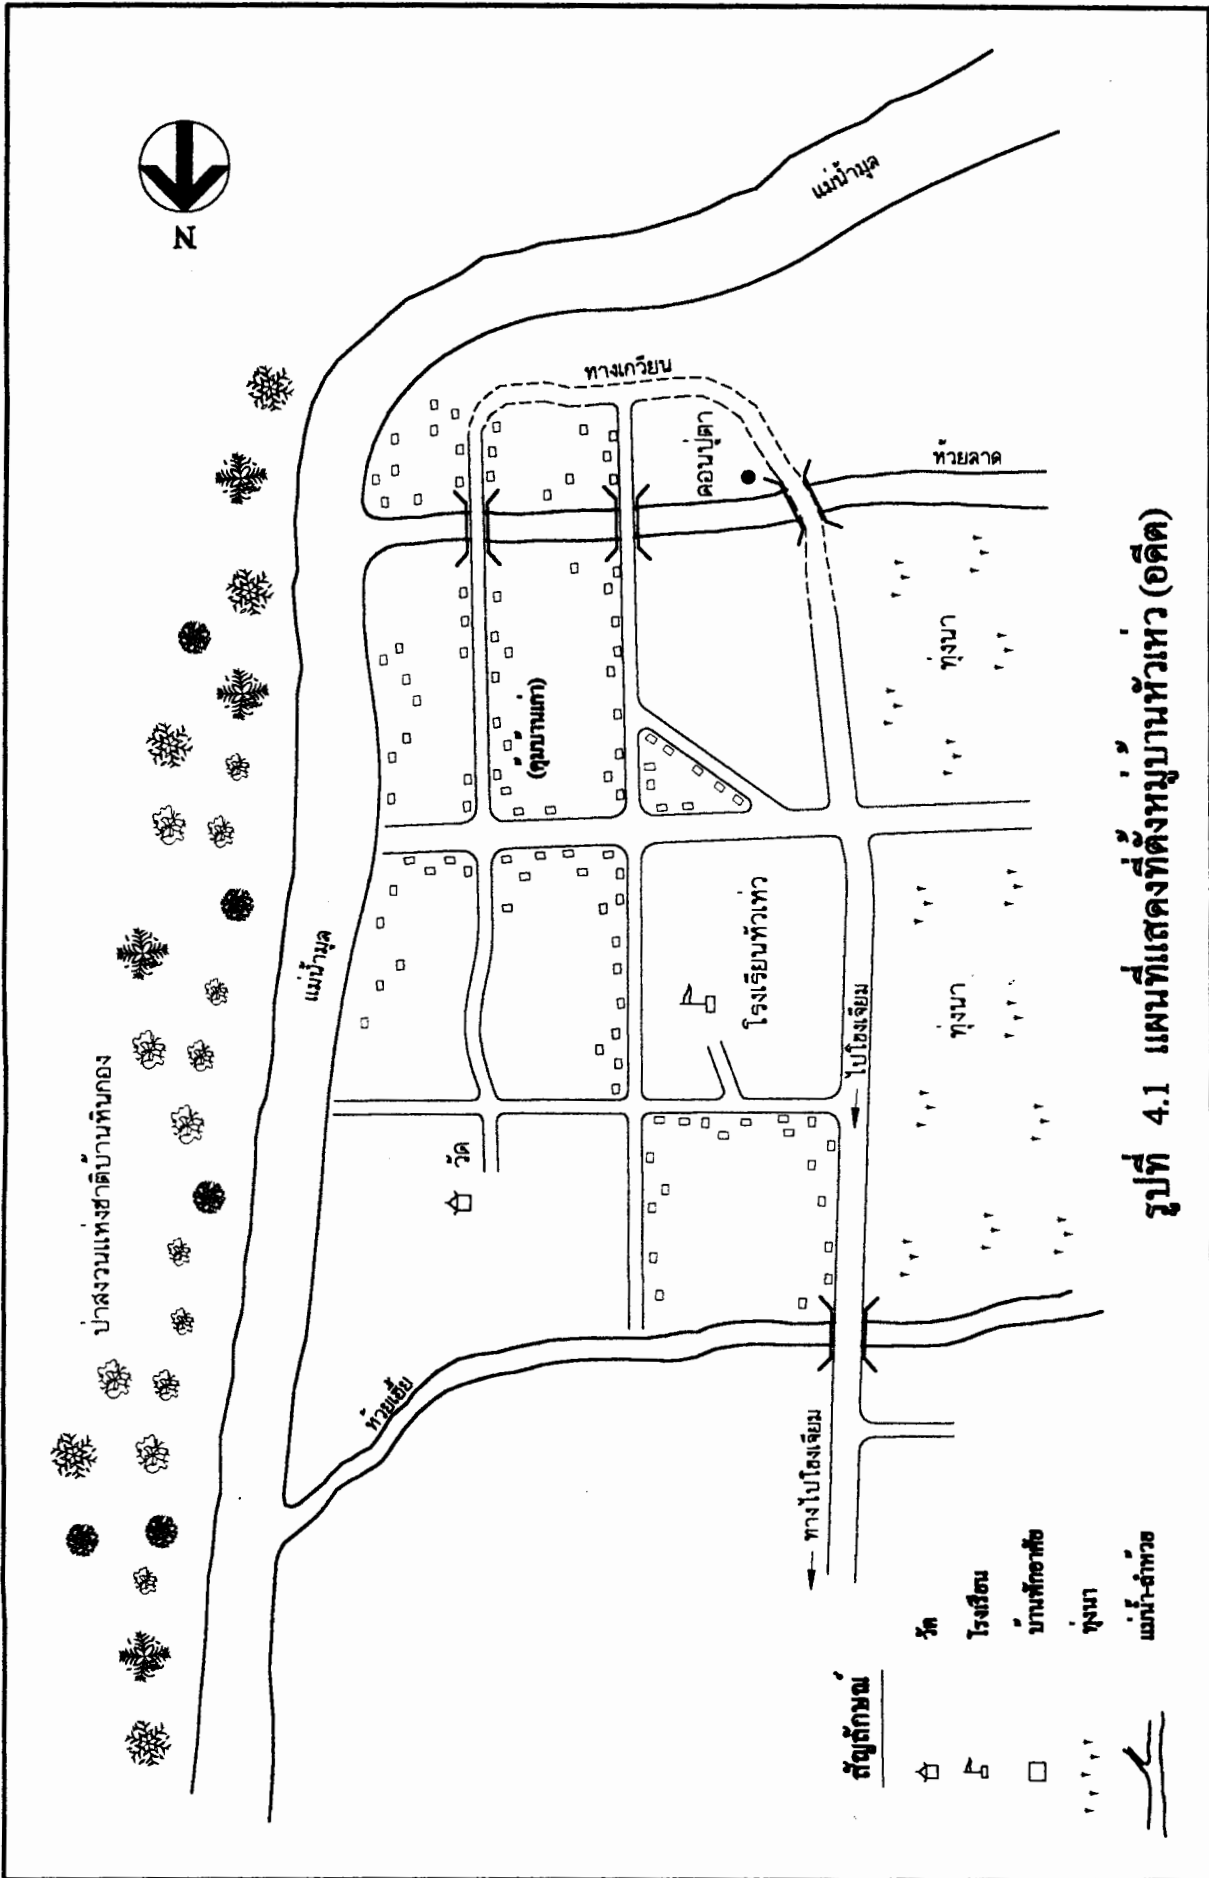 N
ป่าสงวนแห่งชาติบ้านหินกอง
แม่น้ำมูล
แม่น้ำมูล
ทางเกวียน
ดอนปู่ตา
ห้วยลาด
(คุ้มบ้านเก่า)
ทุ่งนา
โรงเรียนหัวเห่ว
ทุ่งนา
ไปโขงเจียม
วัด
ห้วยเฮี้ย
ทางไปโขงเจียม
สัญลักษณ์
วัด
โรงเรียน
บ้านพักอาศัย
ทุ่งนา
แม่น้ำ-ลำห้วย
รูปที่ 4.1 แผนที่แสดงที่ตั้งหมู่บ้านหัวเห่ว (อดีต)